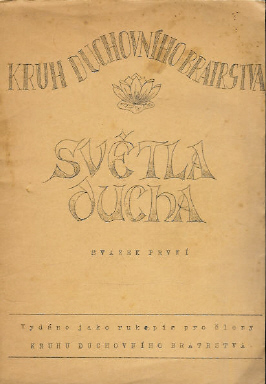 KRUH DUCHOVNÍHO BRATRSTVA
SVĚTLA
DUCHA
SVAZEK PRVNÍ
Vydáno jako rukopis pro členy
KRUHU DUCHOVNÍHO BRATRSTVA